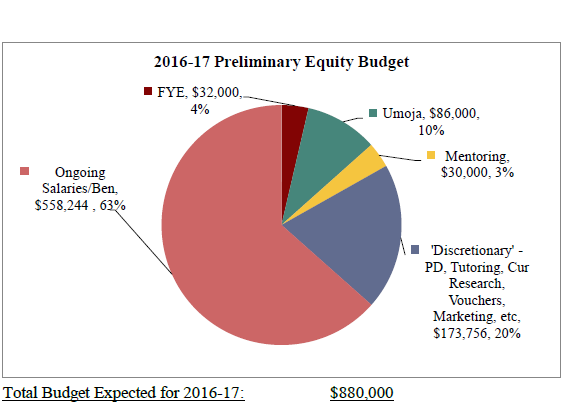 2016-17 Preliminary Equity Budget
FYE, $32,000,
4%
Umoja, $86,000,
10%
Mentoring,
$30,000, 3%
Ongoing
Salaries/Ben,
$558,244 , 63%
'Discretionary' -
PD, Tutoring, Cur
Research,
Vouchers,
Marketing, etc,
$173,756, 20%
Total Budget Expected for 2016-17: $880,000